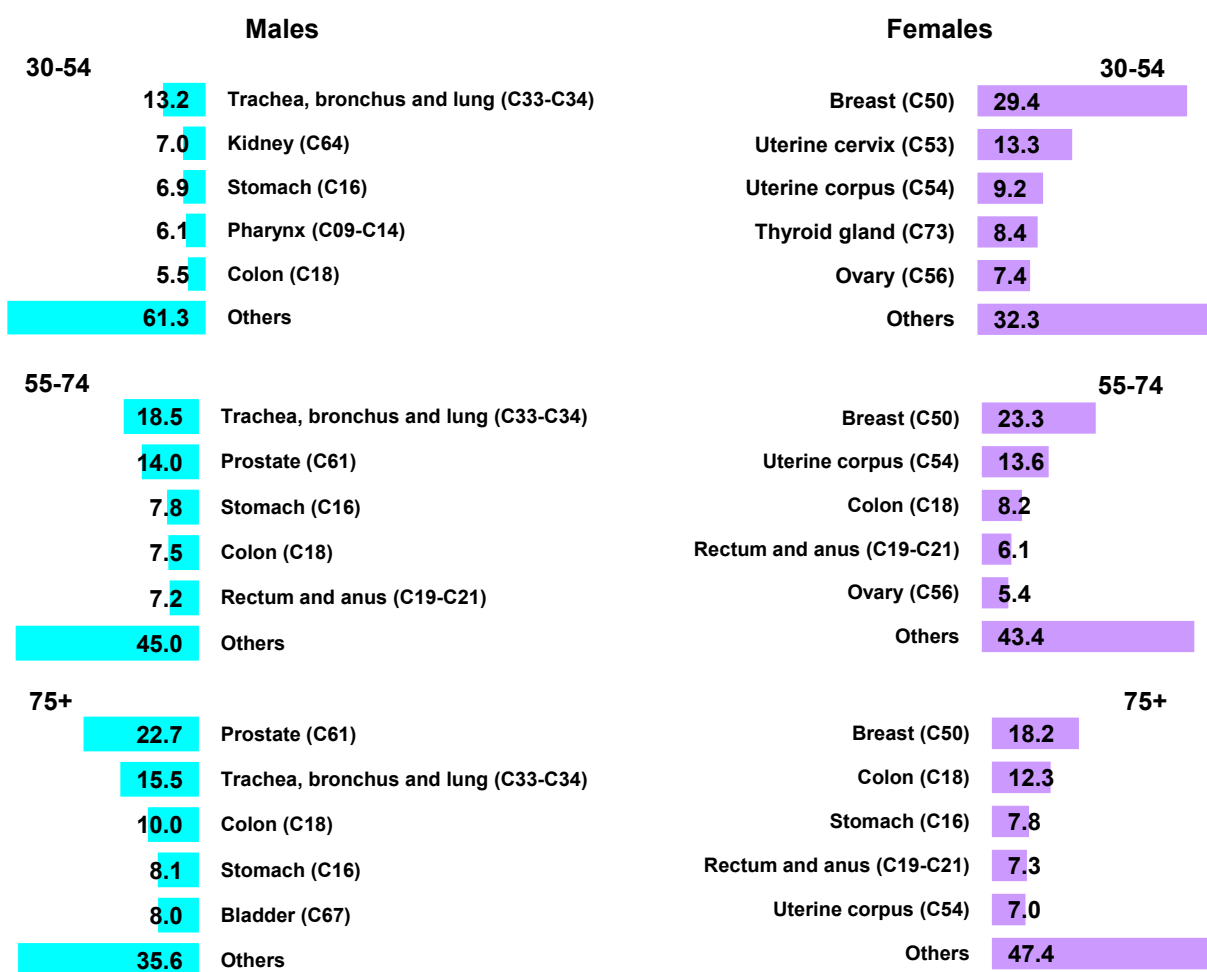 Males
30-54
13.2 Trachea, bronchus and lung (C33-C34)
7.0 Kidney (C64)
6.9 Stomach (C16)
6.1 Pharynx (C09-C14)
5.5 Colon (C18)
61.3 Others
55-74
18.5 Trachea, bronchus and lung (C33-C34)
14.0 Prostate (C61)
7.8 Stomach (C16)
7.5 Colon (C18)
7.2 Rectum and anus (C19-C21)
45.0 Others
75+
22.7 Prostate (C61)
15.5 Trachea, bronchus and lung (C33-C34)
10.0 Colon (C18)
8.1 Stomach (C16)
8.0 Bladder (C67)
35.6 Others
Females
30-54
Breast (C50) 29.4
Uterine cervix (C53) 13.3
Uterine corpus (C54) 9.2
Thyroid gland (C73) 8.4
Ovary (C56) 7.4
Others 32.3
55-74
Breast (C50) 23.3
Uterine corpus (C54) 13.6
Colon (C18) 8.2
Rectum and anus (C19-C21) 6.1
Ovary (C56) 5.4
Others 43.4
75+
Breast (C50) 18.2
Colon (C18) 12.3
Stomach (C16) 7.8
Rectum and anus (C19-C21) 7.3
Uterine corpus (C54) 7.0
Others 47.4